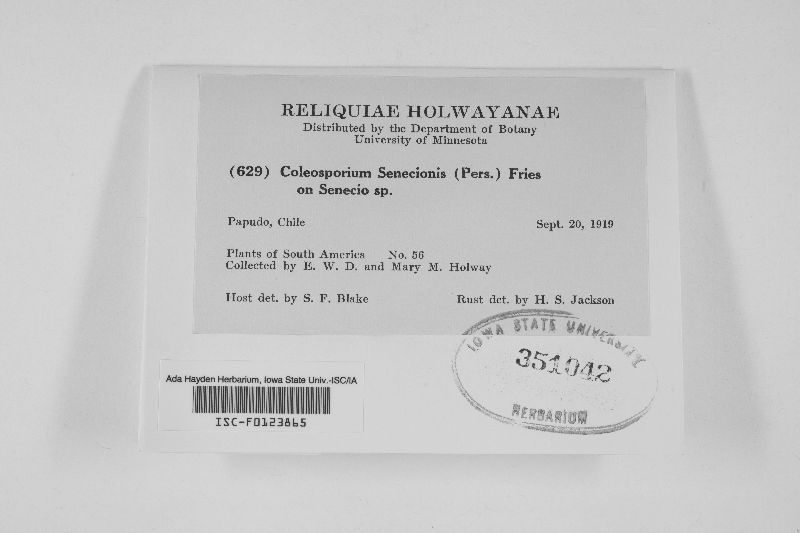 RELIQUIAE HOLWAYANAE
Distributed by the Department of Botany
University of Minnesota
(629) Coleosporium Senecionis (Pers.) Fries
on Senecio sp.
Papudo, Chile Sept. 20, 1919
Plants of South America No. 56
Collected by E. W. D. and Mary M. Holway
Host det. by S. F. Blake Rust det. by H. S. Jackson
IOWA STATE UNIVERSITY
351042
HERBARIUM
Ada Hayden Herbarium, Iowa State Univ.-ISC/IA
ISC-F0123865